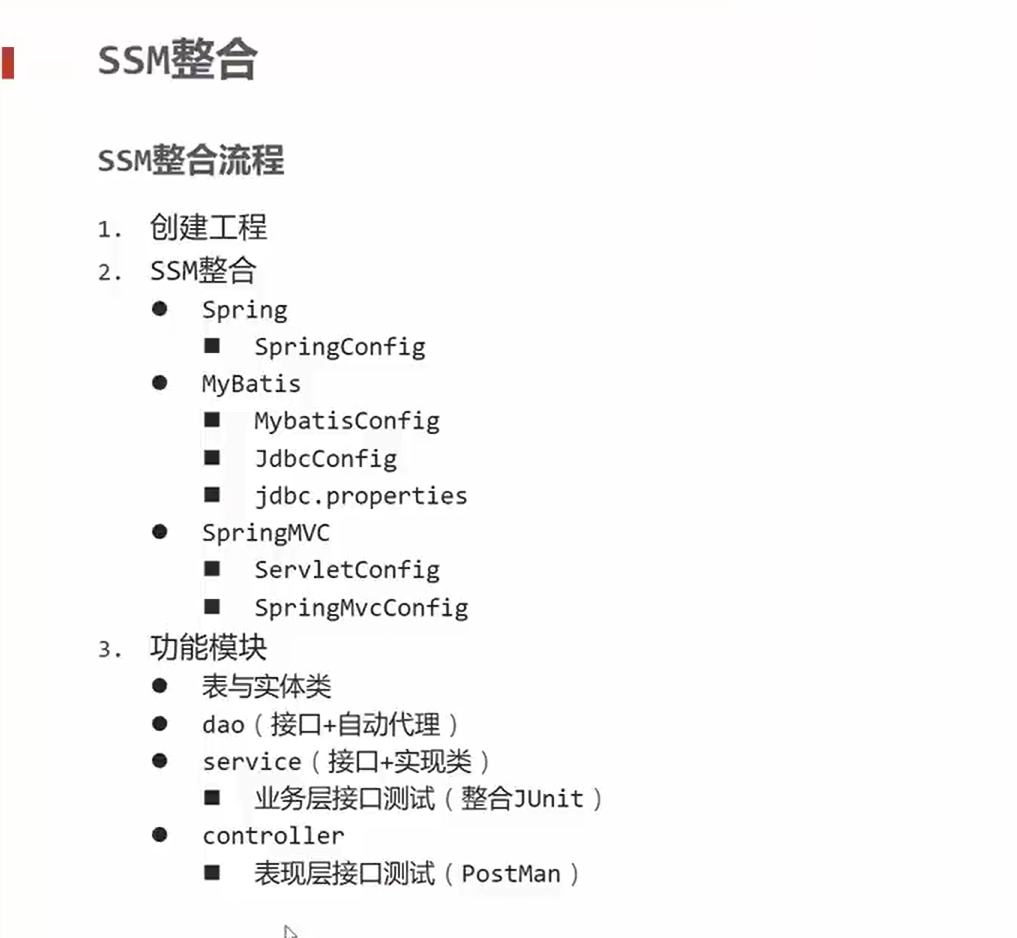 SSM整合
SSM整合流程
1. 创建工程
2. SSM整合
● Spring
■ SpringConfig
● MyBatis
■ MybatisConfig
■ JdbcConfig
■ jdbc.properties
● SpringMVC
■ ServletConfig
■ SpringMvcConfig
3. 功能模块
● 表与实体类
● dao（接口+自动代理）
● service（接口+实现类）
■ 业务层接口测试（整合JUnit）
● controller
■ 表现层接口测试（PostMan）